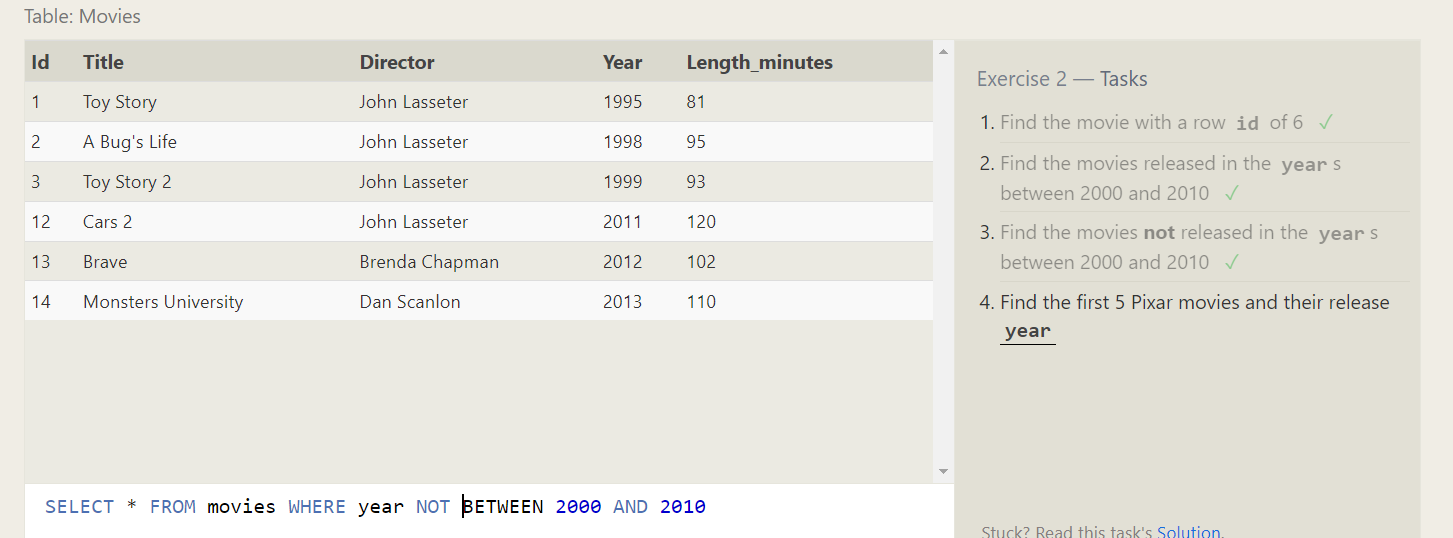 Table: Movies
Id Title Director Year Length_minutes
1 Toy Story John Lasseter 1995 81
2 A Bug's Life John Lasseter 1998 95
3 Toy Story 2 John Lasseter 1999 93
12 Cars 2 John Lasseter 2011 120
13 Brave Brenda Chapman 2012 102
14 Monsters University Dan Scanlon 2013 110
SELECT * FROM movies WHERE year NOT BETWEEN 2000 AND 2010
Exercise 2 — Tasks
1. Find the movie with a row id of 6 ✓
2. Find the movies released in the year s
between 2000 and 2010 ✓
3. Find the movies not released in the year s
between 2000 and 2010 ✓
4. Find the first 5 Pixar movies and their release
year
Stuck? Read this task's Solution.